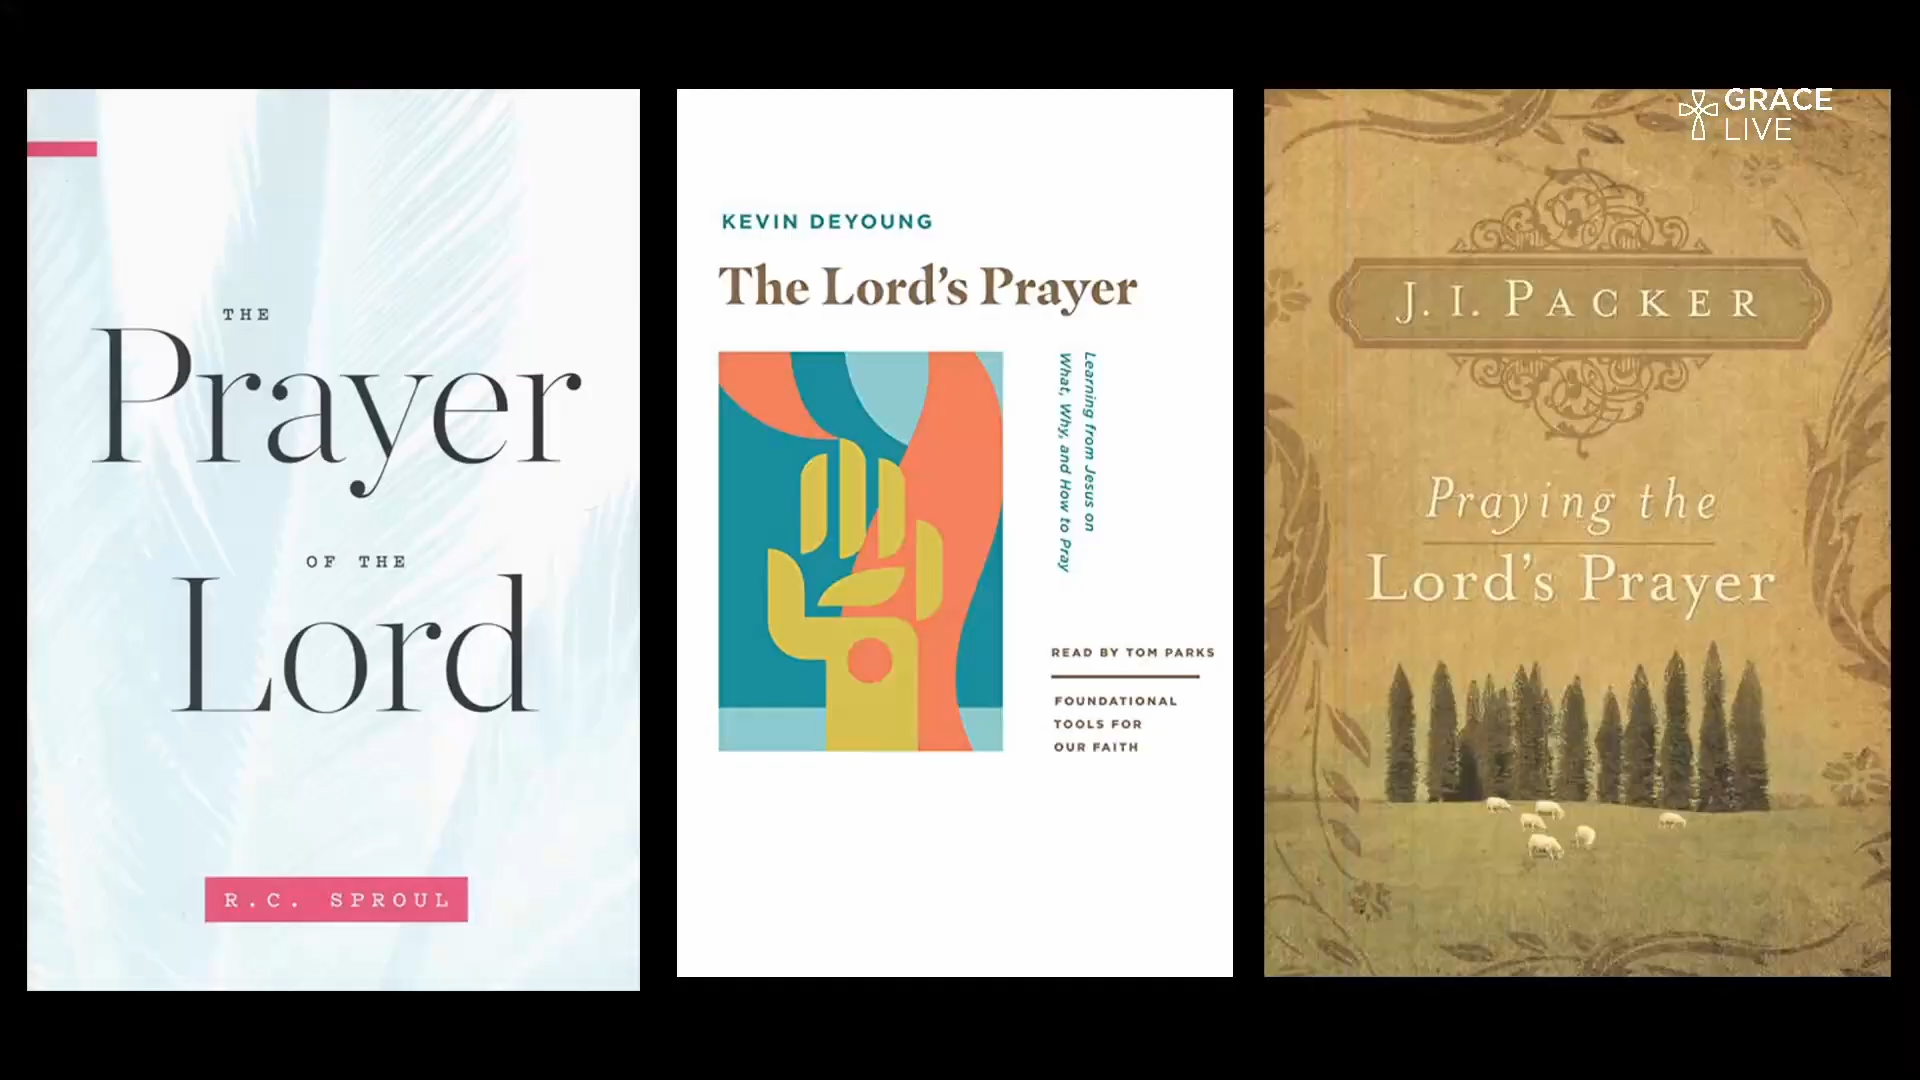 THE
Prayer
OF THE
Lord
R.C. SPROUL
KEVIN DEYOUNG
The Lord's Prayer
Learning from Jesus on
What, Why, and How to Pray
READ BY TOM PARKS
FOUNDATIONAL
TOOLS FOR
OUR FAITH
GRACE
LIVE
J. I. PACKER
Praying the
Lord's Prayer